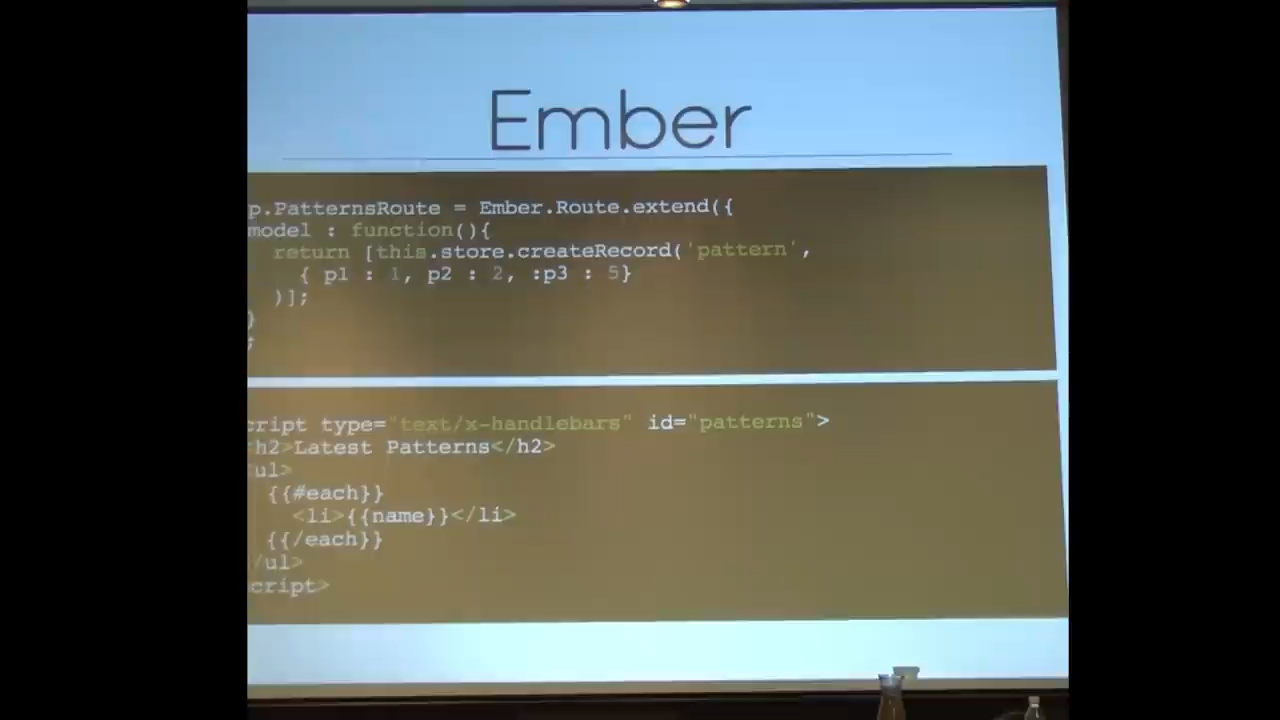 Ember
p.PatternsRoute = Ember.Route.extend({
model : function(){
return [this.store.createRecord('pattern',
{ p1 : 1, p2 : 2, :p3 : 5}
)];
}
;
cript type="text/x-handlebars" id="patterns">
h2>Latest Patterns</h2>
ul>
{{#each}}
<li>{{name}}</li>
{{/each}}
/ul>
cript>